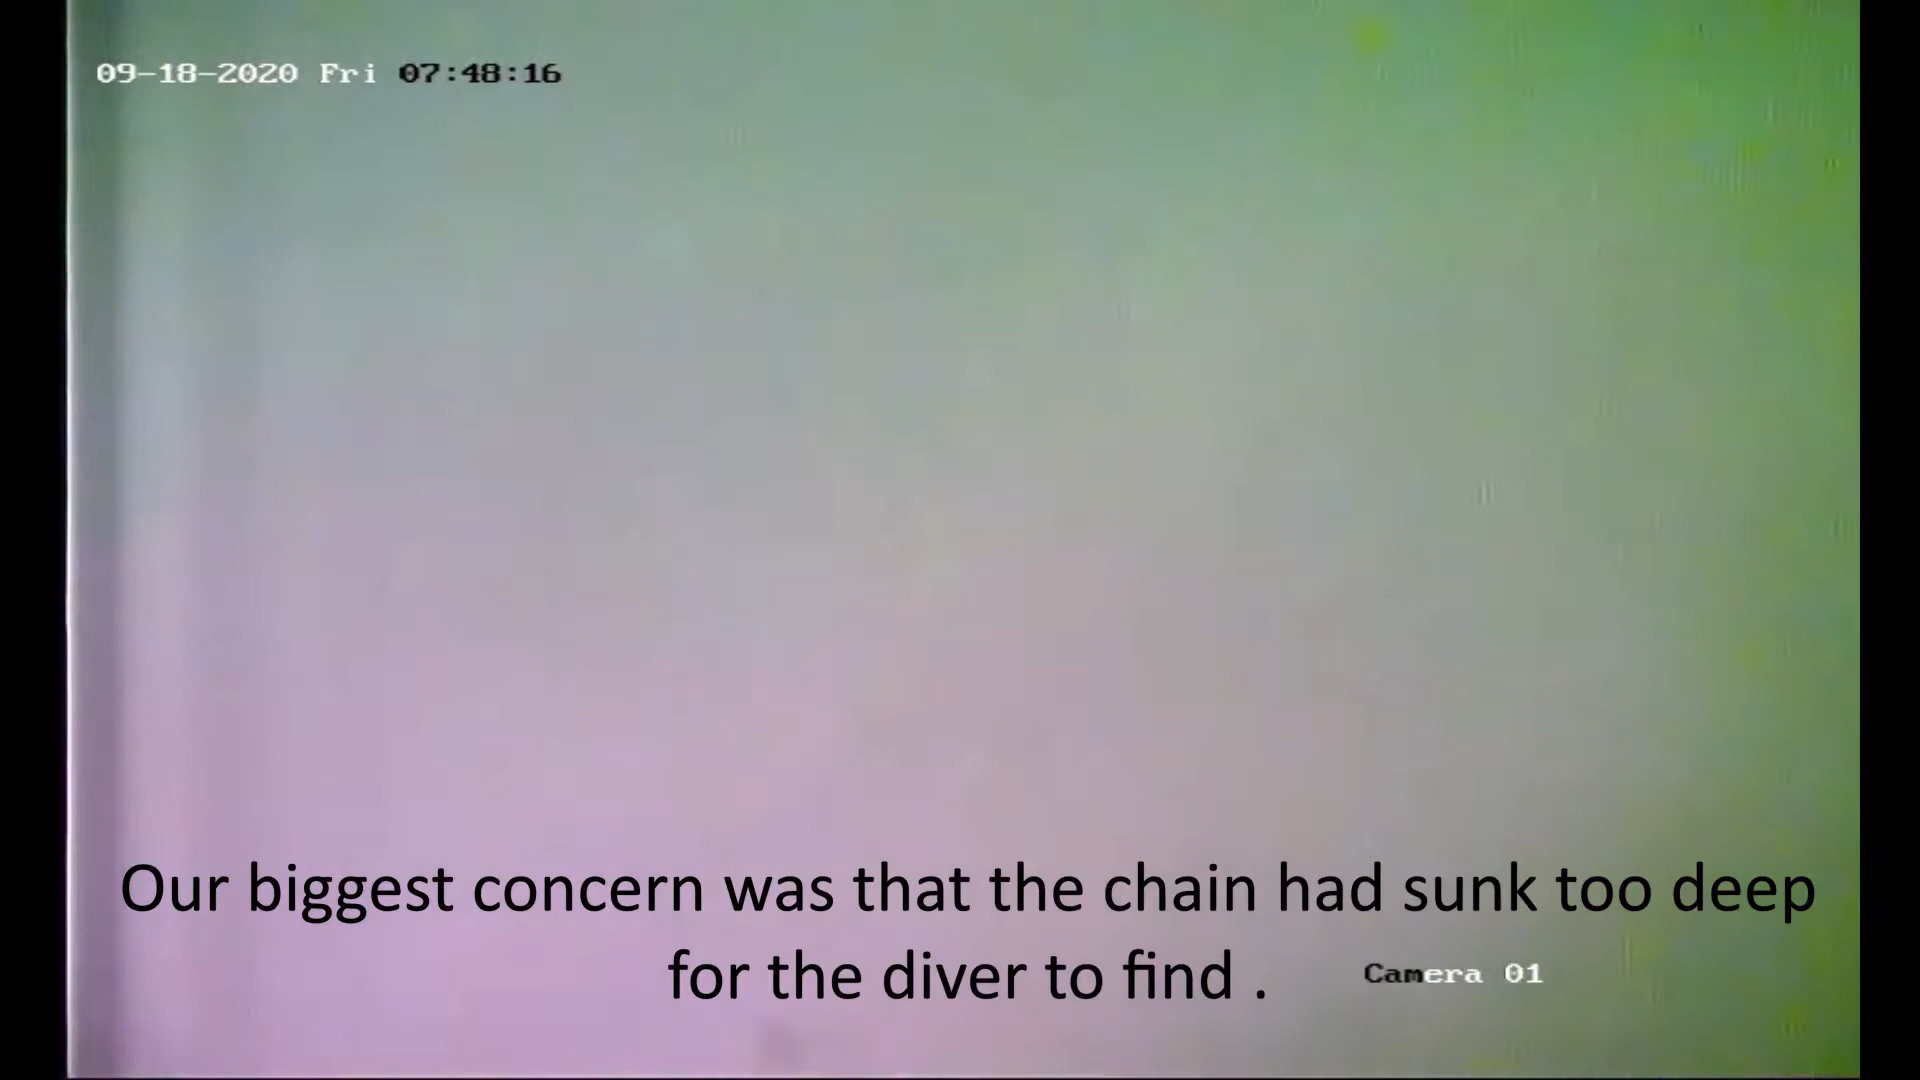 09-18-2020 Fri 07:48:16
Our biggest concern was that the chain had sunk too deep
for the diver to find .
Camera 01